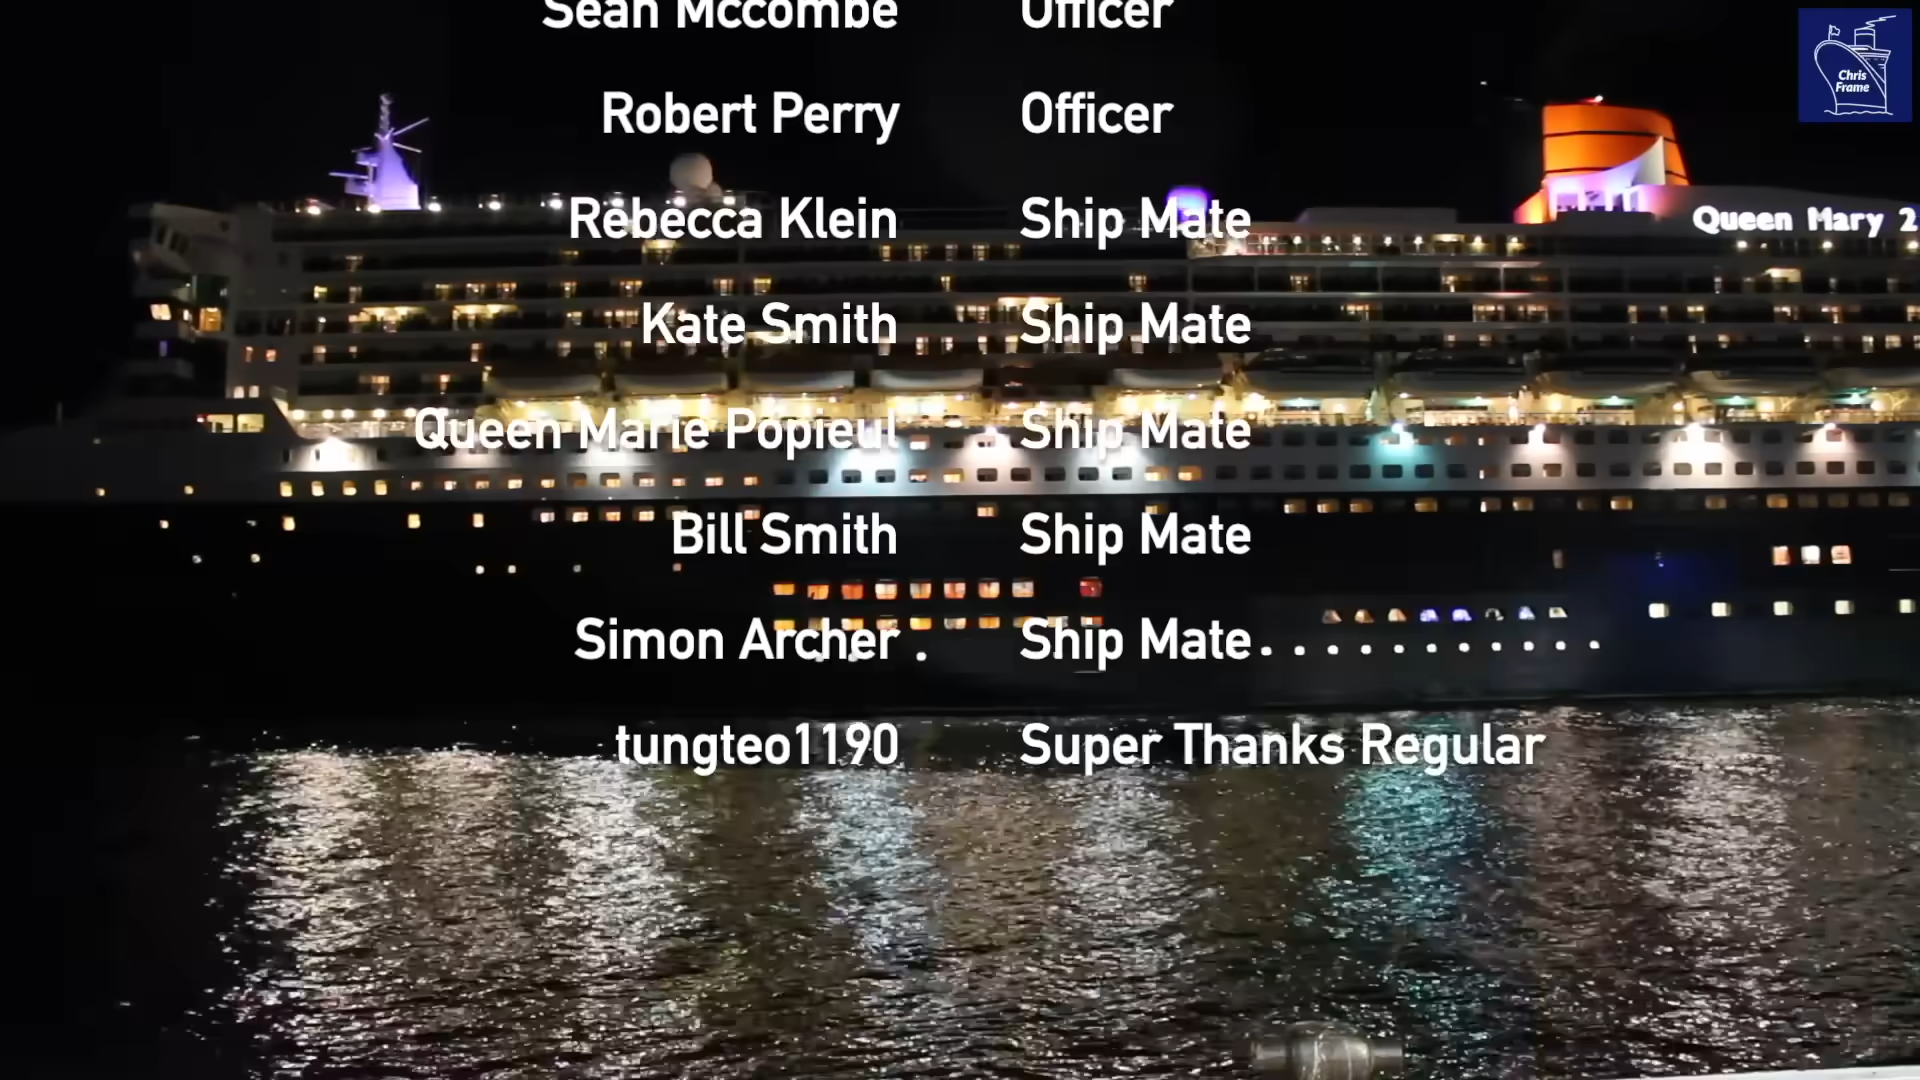 Sean Mccombe Officer
Robert Perry Officer
Rebecca Klein Ship Mate
Kate Smith Ship Mate
Queen Marie Popieul Ship Mate
Bill Smith Ship Mate
Simon Archer Ship Mate
tungteo1190 Super Thanks Regular
Queen Mary 2
Chris
Frame